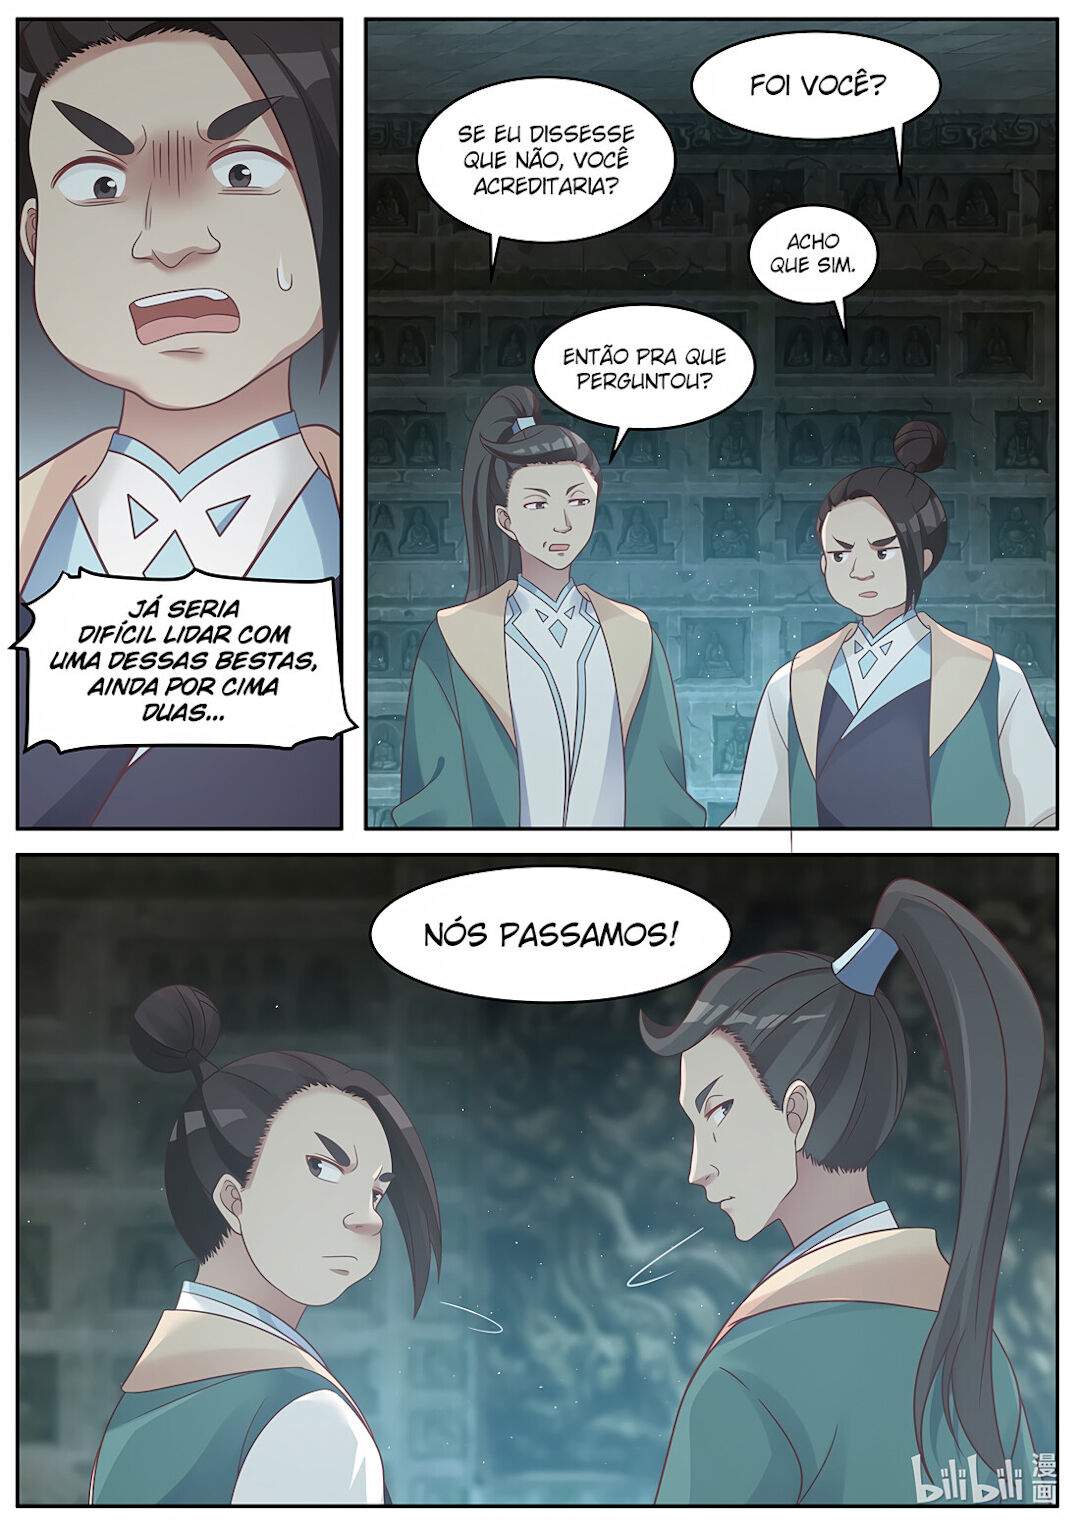 JÁ SERIA
DIFÍCIL LIDAR COM
UMA DESSAS BESTAS,
AINDA POR CIMA
DUAS...
FOI VOCÊ?
SE EU DISSESSE
QUE NÃO, VOCÊ
ACREDITARIA?
ACHO
QUE SIM.
ENTÃO PRA QUE
PERGUNTOU?
NÓS PASSAMOS!
bilibili
漫画